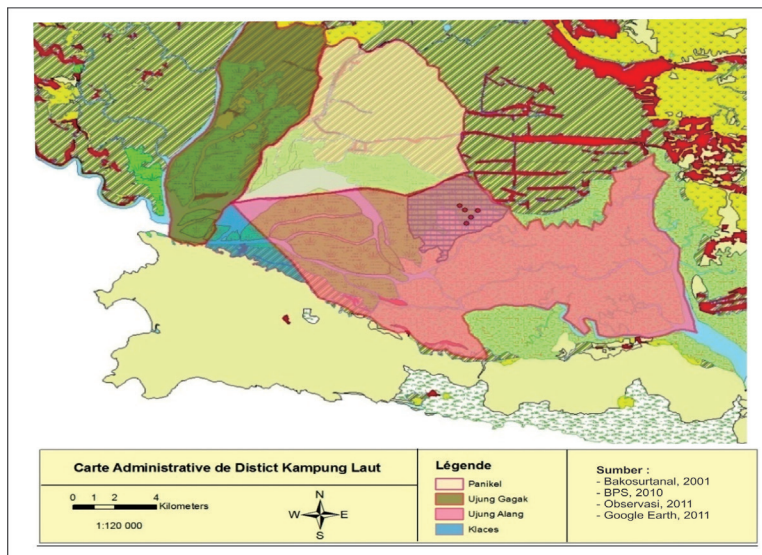 Carte Administrative de Distict Kampung Laut
0 1 2 4
Kilometers
1:120 000
N
W E
S
Légende
Panikel
Ujung Gagak
Ujung Alang
Klaces
Sumber :
- Bakosurtanal, 2001
- BPS, 2010
- Observasi, 2011
- Google Earth, 2011